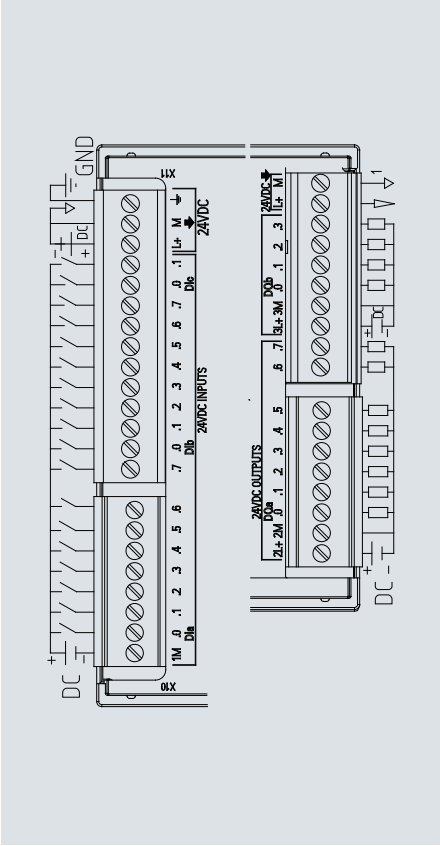 GND
X11
DC
-
+
L+ M
24VDC
DIa
1M .0 .1 .2 .3 .4 .5 .6
DIb
.7 .0 .1 .2 .3 .4 .5 .6 .7
DIc
.0 .1
24VDC INPUTS
DC
+
-
X10
24VDC
L+ M
1
24VDC OUTPUTS
DQa
2L+ 2M .0 .1 .2 .3 .4 .5
.6 .7
DQb
3L+ 3M .0 .1 .2 .3
+
DC
-
+
DC
-